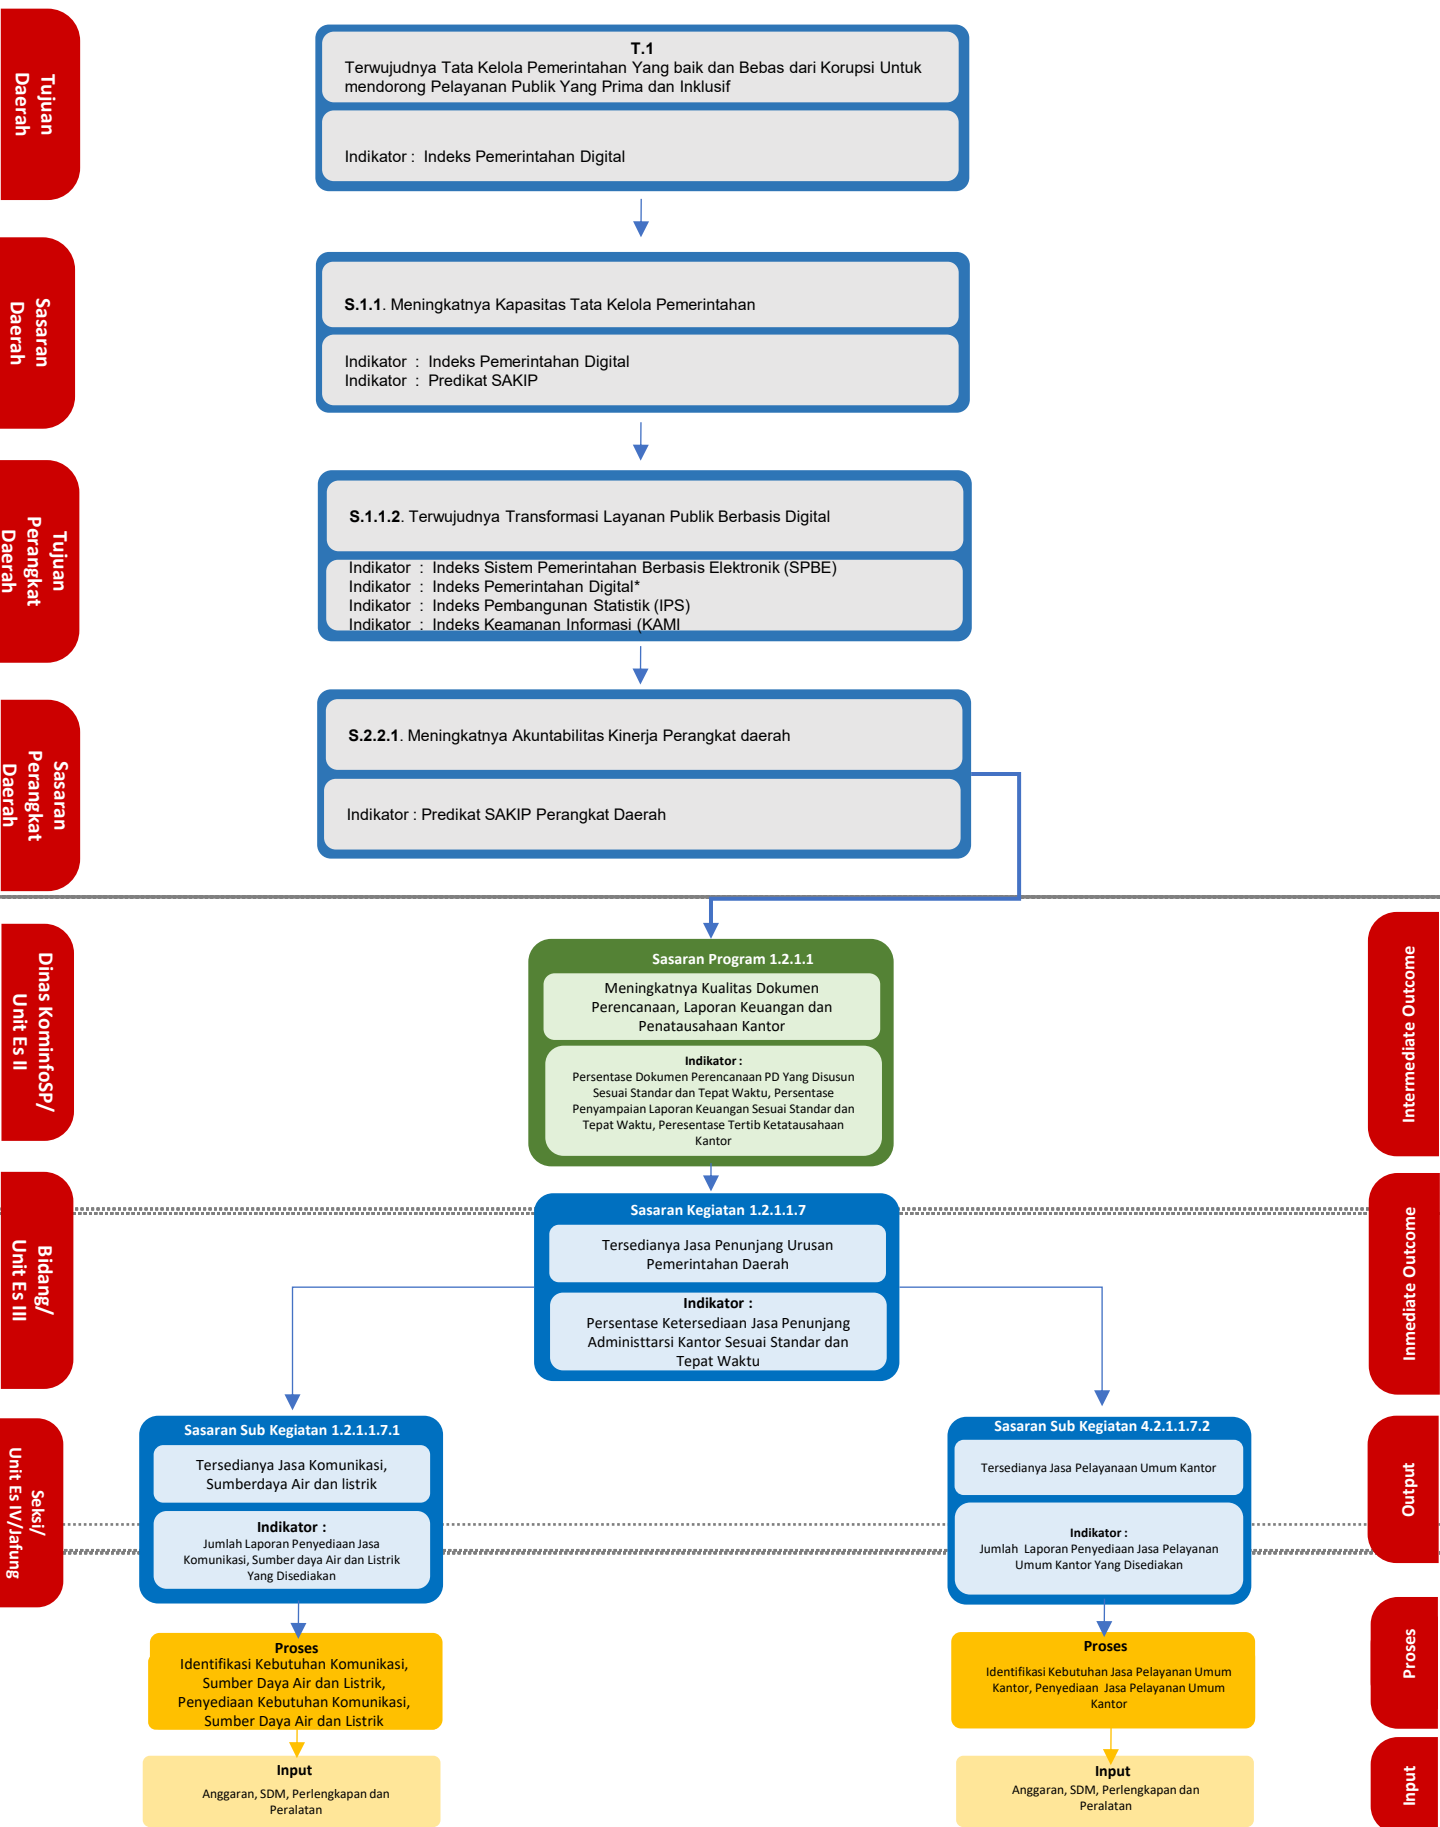 Tujuan
Daerah
T.1
Terwujudnya Tata Kelola Pemerintahan Yang baik dan Bebas dari Korupsi Untuk
mendorong Pelayanan Publik Yang Prima dan Inklusif
Indikator : Indeks Pemerintahan Digital
Sasaran
Daerah
S.1.1. Meningkatnya Kapasitas Tata Kelola Pemerintahan
Indikator : Indeks Pemerintahan Digital
Indikator : Predikat SAKIP
Tujuan
Perangkat
Daerah
S.1.1.2. Terwujudnya Transformasi Layanan Publik Berbasis Digital
Indikator : Indeks Sistem Pemerintahan Berbasis Elektronik (SPBE)
Indikator : Indeks Pemerintahan Digital*
Indikator : Indeks Pembangunan Statistik (IPS)
Indikator : Indeks Keamanan Informasi (KAMI
Sasaran
Perangkat
Daerah
S.2.2.1. Meningkatnya Akuntabilitas Kinerja Perangkat daerah
Indikator : Predikat SAKIP Perangkat Daerah
Dinas KominfoSP/
Unit Es II
Sasaran Program 1.2.1.1
Meningkatnya Kualitas Dokumen
Perencanaan, Laporan Keuangan dan
Penatausahaan Kantor
Indikator :
Persentase Dokumen Perencanaan PD Yang Disusun
Sesuai Standar dan Tepat Waktu, Persentase
Penyampaian Laporan Keuangan Sesuai Standar dan
Tepat Waktu, Peresentase Tertib Ketatausahaan
Kantor
Intermediate Outcome
Bidang/
Unit Es III
Sasaran Kegiatan 1.2.1.1.7
Tersedianya Jasa Penunjang Urusan
Pemerintahan Daerah
Indikator :
Persentase Ketersediaan Jasa Penunjang
Administtarsi Kantor Sesuai Standar dan
Tepat Waktu
Inmediate Outcome
Seksi/
Unit Es IV/Jafung
Sasaran Sub Kegiatan 1.2.1.1.7.1
Tersedianya Jasa Komunikasi,
Sumberdaya Air dan listrik
Indikator :
Jumlah Laporan Penyediaan Jasa
Komunikasi, Sumber daya Air dan Listrik
Yang Disediakan
Sasaran Sub Kegiatan 4.2.1.1.7.2
Tersedianya Jasa Pelayanaan Umum Kantor
Indikator :
Jumlah Laporan Penyediaan Jasa Pelayanan
Umum Kantor Yang Disediakan
Output
Proses
Identifikasi Kebutuhan Komunikasi,
Sumber Daya Air dan Listrik,
Penyediaan Kebutuhan Komunikasi,
Sumber Daya Air dan Listrik
Proses
Identifikasi Kebutuhan Jasa Pelayanan Umum
Kantor, Penyediaan Jasa Pelayanan Umum
Kantor
Proses
Input
Anggaran, SDM, Perlengkapan dan
Peralatan
Input
Anggaran, SDM, Perlengkapan dan
Peralatan
Input